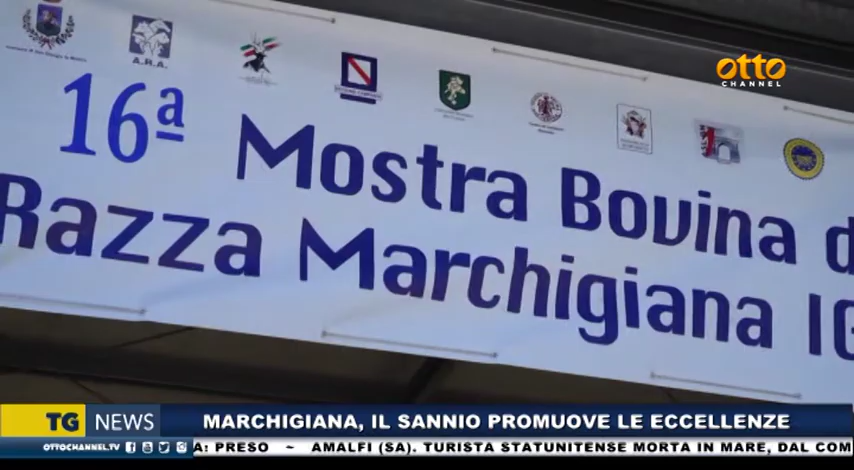 A.R.A.
otto
CHANNEL
16ª Mostra Bovina d
Razza Marchigiana IG
TG NEWS
MARCHIGIANA, IL SANNIO PROMUOVE LE ECCELLENZE
OTTOCHANNEL.TV
A: PRESO ~ AMALFI (SA). TURISTA STATUNITENSE MORTA IN MARE, DAL COM